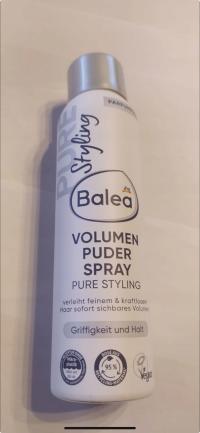 PARFUM
PURE
Styling
Balea
VOLUMEN
PUDER
SPRAY
PURE STYLING
verleiht feinem & kraftlosem
Haar sofort sichtbares Volumen
Griffigkeit und Halt
95 %
Vegan